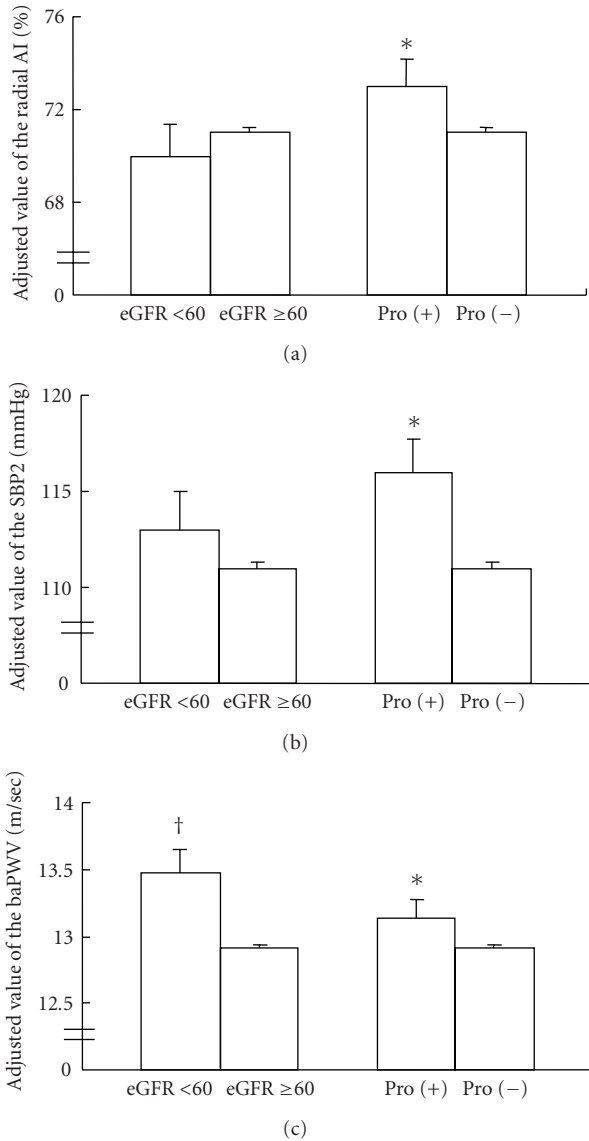 Adjusted value of the radial AI (%)
76
72
68
0
*
eGFR <60 eGFR ≥60 Pro (+) Pro (−)
(a)
Adjusted value of the SBP2 (mmHg)
120
115
110
0
*
eGFR <60 eGFR ≥60 Pro (+) Pro (−)
(b)
Adjusted value of the baPWV (m/sec)
14
13.5
13
12.5
0
†
*
eGFR <60 eGFR ≥60 Pro (+) Pro (−)
(c)